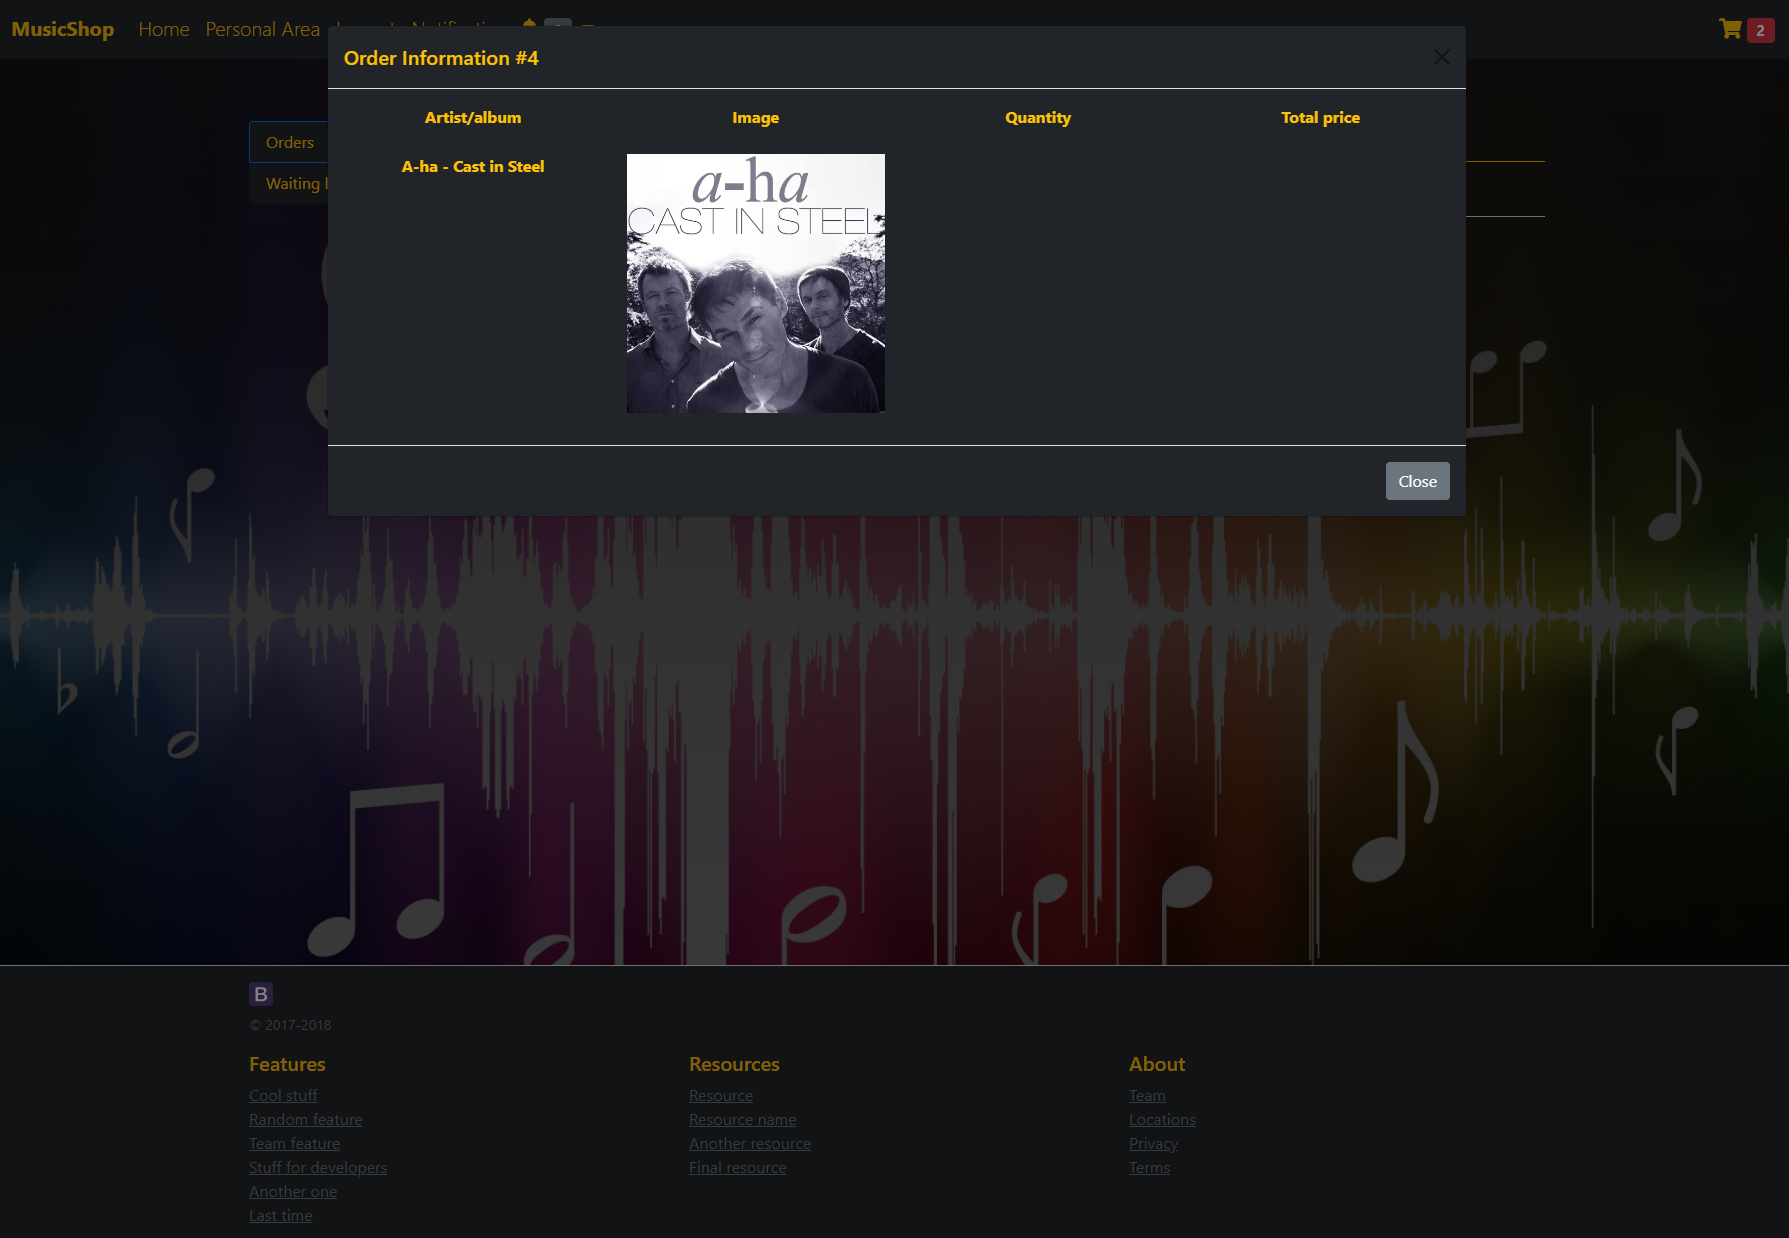 MusicShop Home Personal Area
2
Order Information #4
Orders
Waiting
Artist/album Image Quantity Total price
A-ha - Cast in Steel
a-ha
CAST IN STEEL
Close
B
© 2017-2018
Features
Cool stuff
Random feature
Team feature
Stuff for developers
Another one
Last time
Resources
Resource
Resource name
Another resource
Final resource
About
Team
Locations
Privacy
Terms